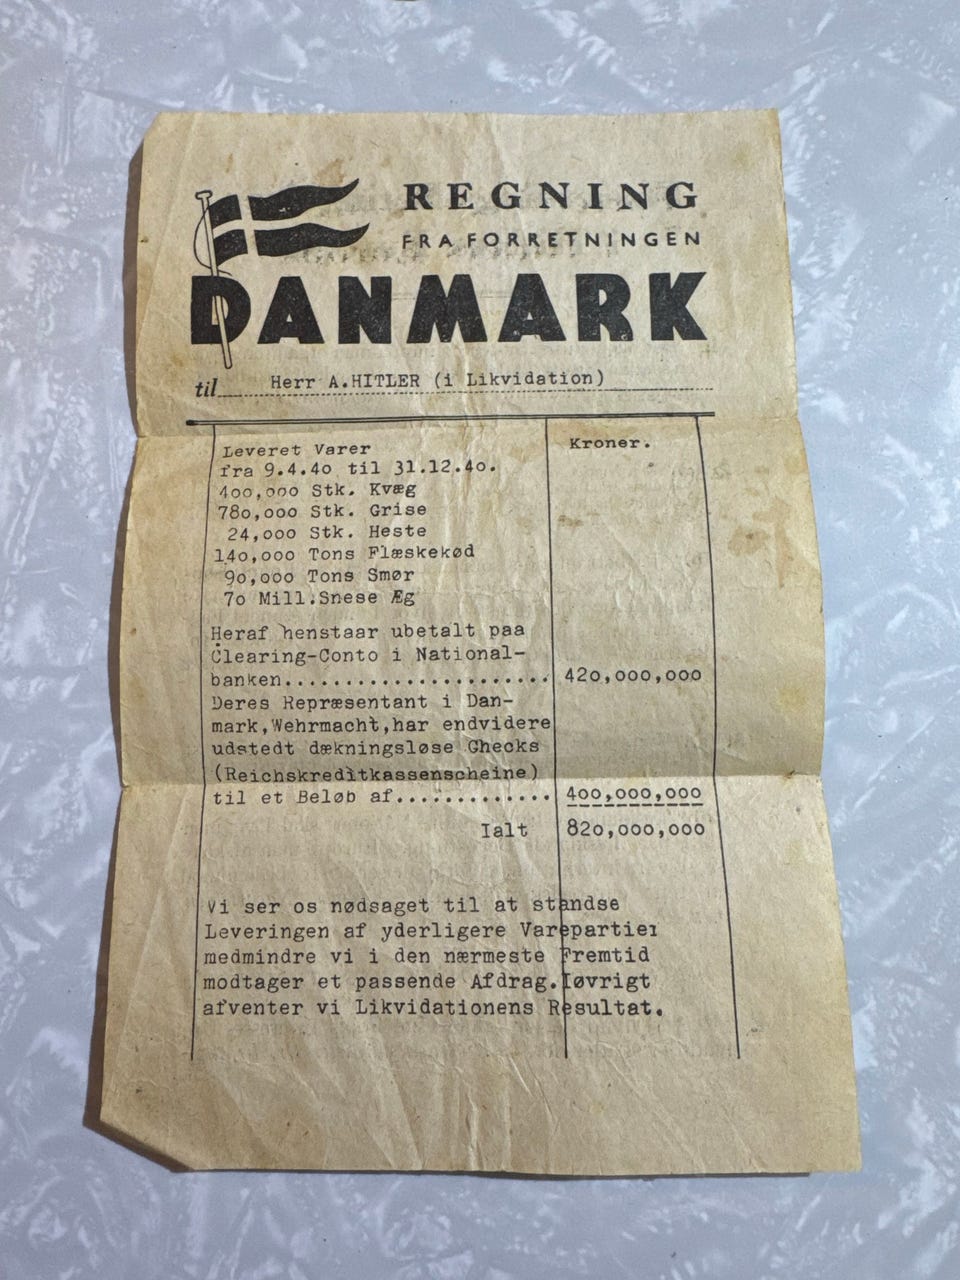 REGNING
FRA FORRETNINGEN
DANMARK
til Herr A.HITLER (i Likvidation)
Kroner.
Leveret Varer
fra 9.4.40 til 31.12.40.
400,000 Stk. Kvæg
780,000 Stk. Grise
24,000 Stk. Heste
140,000 Tons Flæskekød
90,000 Tons Smør
70 Mill.Snese Æg
Heraf henstaar ubetalt paa
Clearing-Conto i National-
banken...................... 420,000,000
Deres Repræsentant i Dan-
mark,Wehrmacht,har endvidere
udstedt dækningsløse Checks
(Reichskreditkassenscheine)
til et Beløb af............. 400,000,000
Ialt 820,000,000
Vi ser os nødsaget til at standse
Leveringen af yderligere Varepartier
medmindre vi i den nærmeste Fremtid
modtager et passende Afdrag.Iøvrigt
afventer vi Likvidationens Resultat.